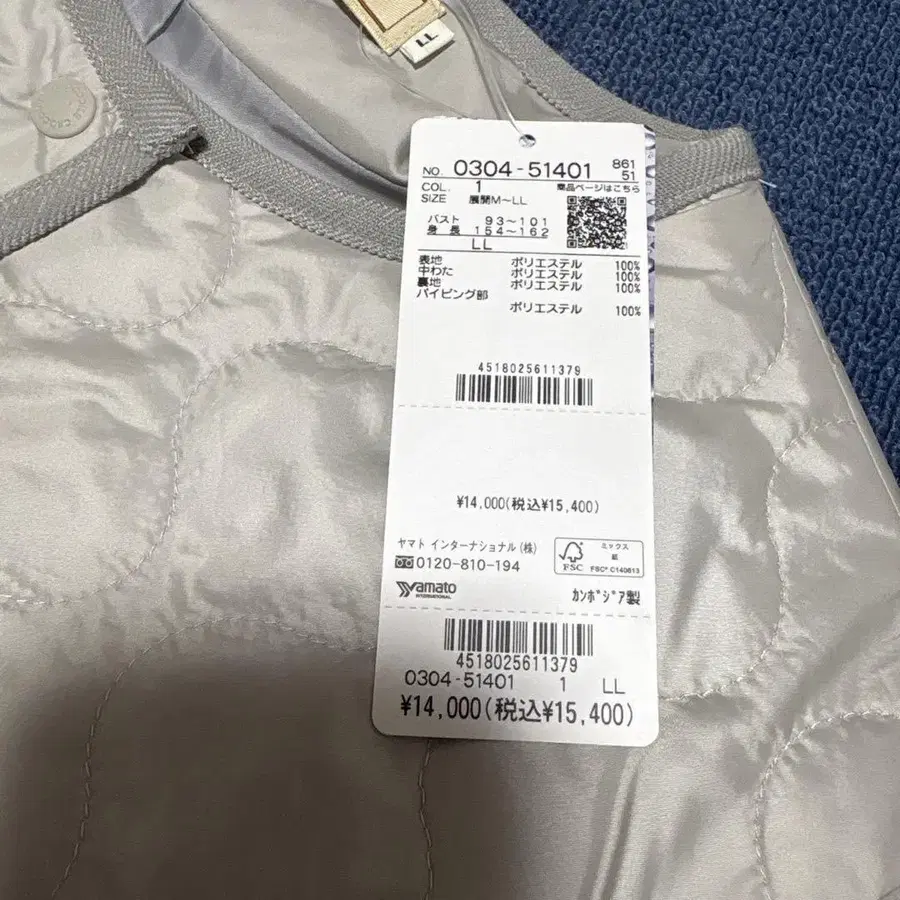 LL
NO. 0304-51401 861
51
COL. 1 商品ページはこちら
SIZE 展開M～LL
バスト 93～101
身長 154～162
LL
表地 ポリエステル 100%
中わた ポリエステル 100%
裏地 ポリエステル 100%
パイピング部
ポリエステル 100%
4518025611379
¥14,000(税込¥15,400)
ヤマト インターナショナル(株)
0120-810-194
FSC
ミックス
紙
FSC® C140613
Yamato
INTERNATIONAL
カンボジア製
4518025611379
0304-51401 1 LL
¥14,000(税込¥15,400)